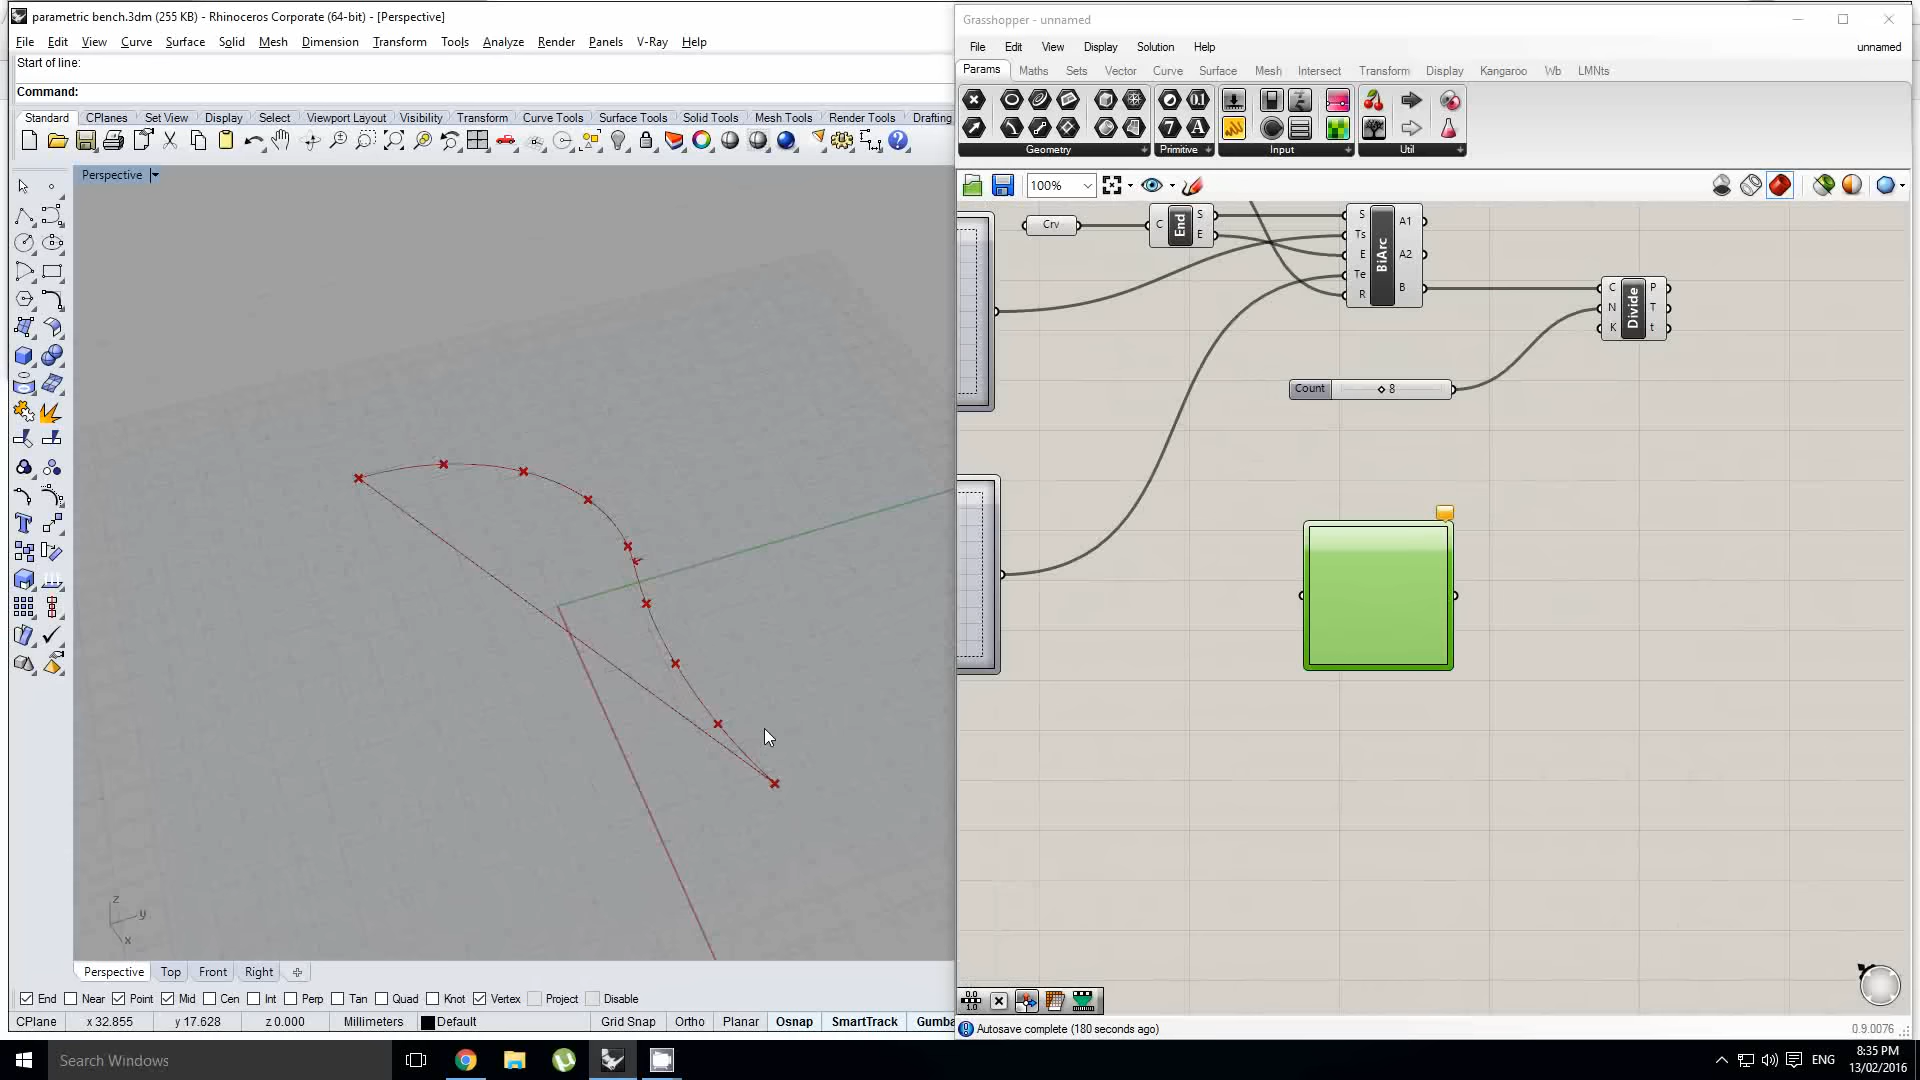 parametric bench.3dm (255 KB) - Rhinoceros Corporate (64-bit) - [Perspective]
File Edit View Curve Surface Solid Mesh Dimension Transform Tools Analyze Render Panels V-Ray Help
Start of line:
Command:
Standard CPlanes Set View Display Select Viewport Layout Visibility Transform Curve Tools Surface Tools Solid Tools Mesh Tools Render Tools Drafting
Perspective
z
y
x
Perspective Top Front Right
End Near Point Mid Cen Int Perp Tan Quad Knot Vertex Project Disable
CPlane x 32.855 y 17.628 z 0.000 Millimeters Default Grid Snap Ortho Planar Osnap SmartTrack Gumba
Grasshopper - unnamed
File Edit View Display Solution Help unnamed
Params Maths Sets Vector Curve Surface Mesh Intersect Transform Display Kangaroo Wb LMNts
Geometry Primitive Input Util
100%
Crv
C End S E
S Ts E Te R BiArc A1 A2 B
C N K Divide P T t
Count 8
Autosave complete (180 seconds ago) 0.9.0076
Search Windows
ENG
8:35 PM
13/02/2016